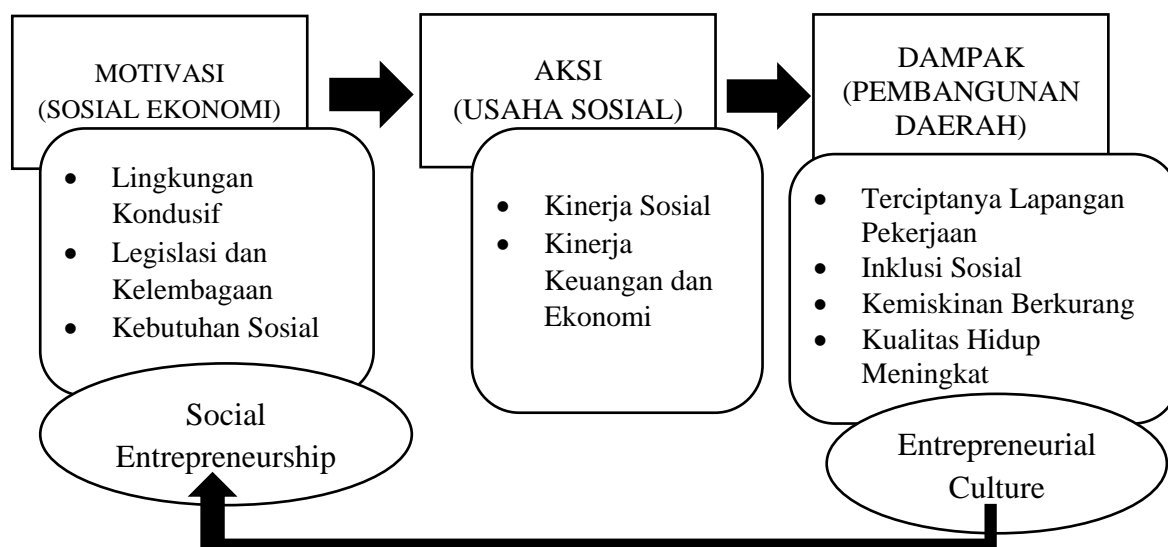 MOTIVASI
(SOSIAL EKONOMI)
• Lingkungan
Kondusif
• Legislasi dan
Kelembagaan
• Kebutuhan Sosial
Social
Entrepreneurship
AKSI
(USAHA SOSIAL)
• Kinerja Sosial
• Kinerja
Keuangan dan
Ekonomi
DAMPAK
(PEMBANGUNAN
DAERAH)
• Terciptanya Lapangan
Pekerjaan
• Inklusi Sosial
• Kemiskinan Berkurang
• Kualitas Hidup
Meningkat
Entrepreneurial
Culture